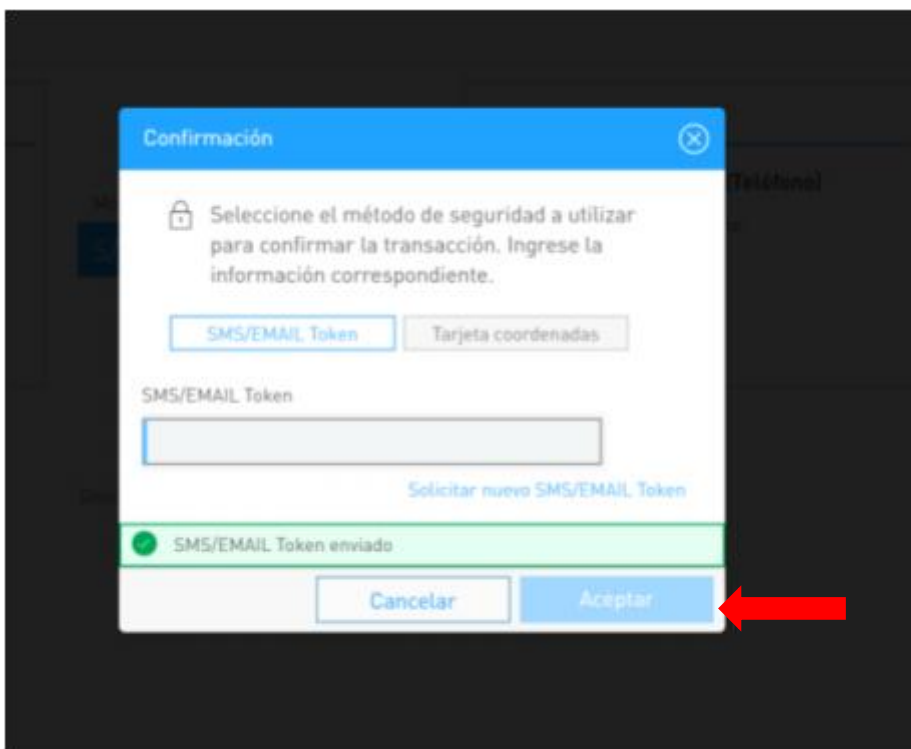 Confirmación
(Teléfono)
Seleccione el método de seguridad a utilizar
para confirmar la transacción. Ingrese la
información correspondiente.
SMS/EMAIL Token
Tarjeta coordenadas
SMS/EMAIL Token
Solicitar nuevo SMS/EMAIL Token
SMS/EMAIL Token enviado
Cancelar
Aceptar